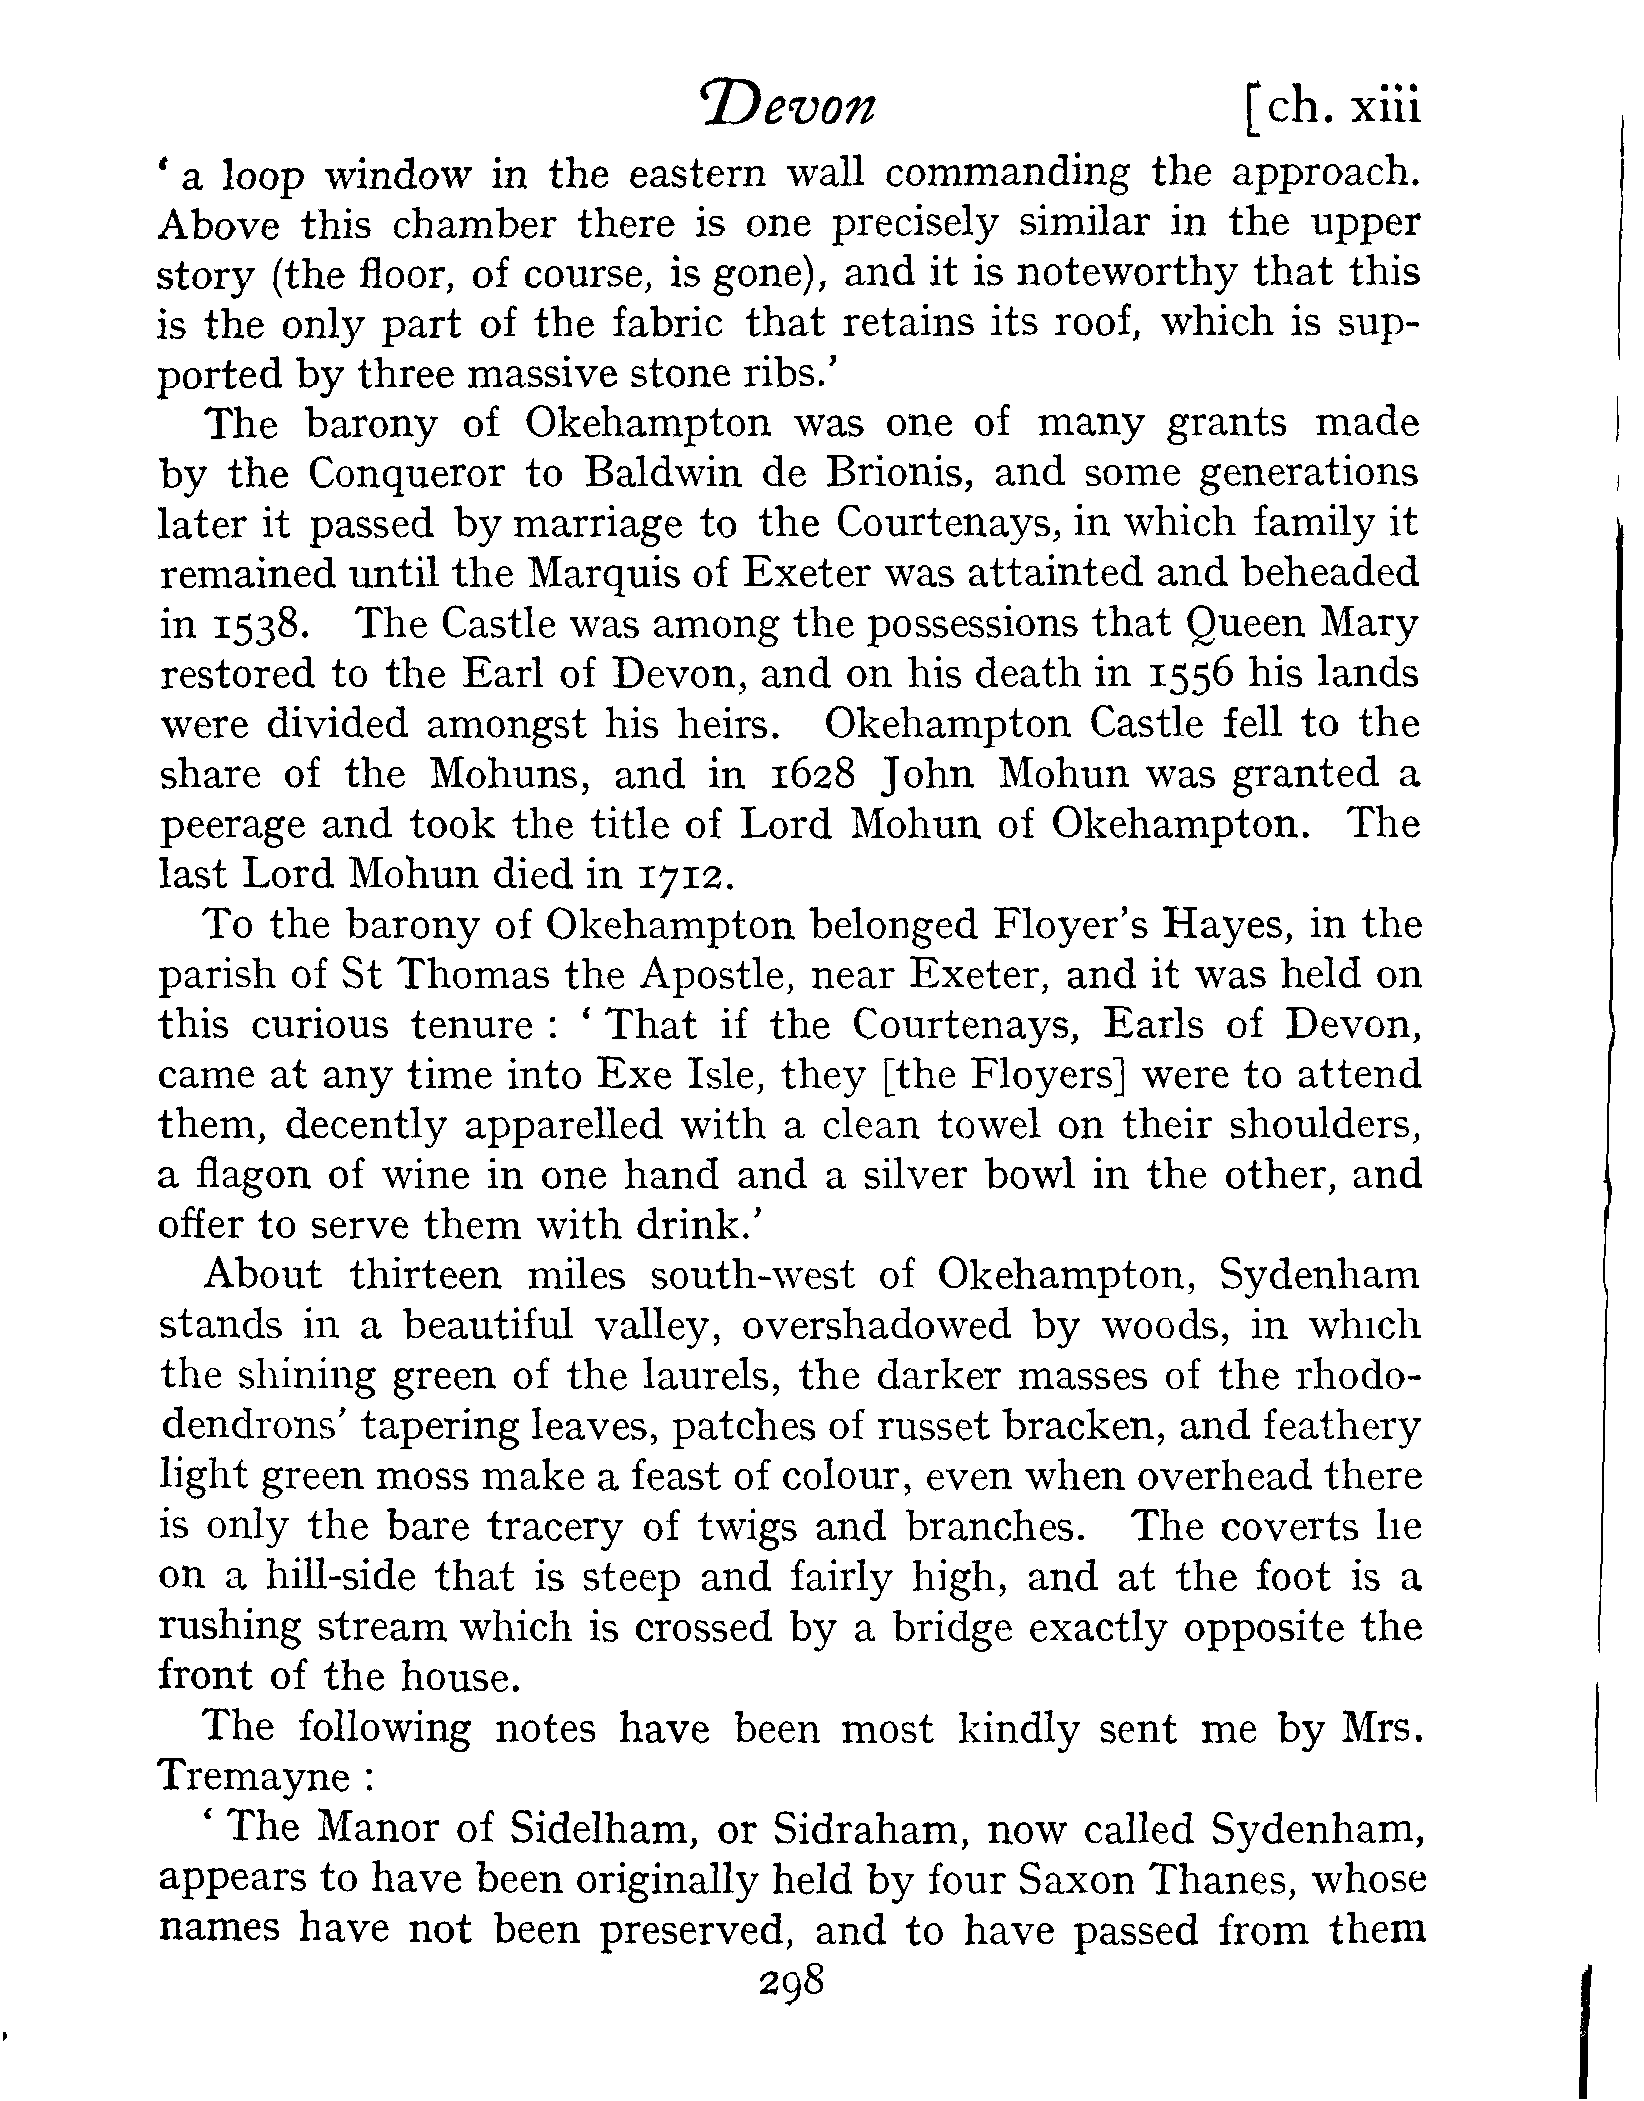 Devon [ch. xiii
‘ a loop window in the eastern wall commanding the approach.
Above this chamber there is one precisely similar in the upper
story (the floor, of course, is gone), and it is noteworthy that this
is the only part of the fabric that retains its roof, which is sup-
ported by three massive stone ribs.’
The barony of Okehampton was one of many grants made
by the Conqueror to Baldwin de Brionis, and some generations
later it passed by marriage to the Courtenays, in which family it
remained until the Marquis of Exeter was attainted and beheaded
in 1538. The Castle was among the possessions that Queen Mary
restored to the Earl of Devon, and on his death in 1556 his lands
were divided amongst his heirs. Okehampton Castle fell to the
share of the Mohuns, and in 1628 John Mohun was granted a
peerage and took the title of Lord Mohun of Okehampton. The
last Lord Mohun died in 1712.
To the barony of Okehampton belonged Floyer’s Hayes, in the
parish of St Thomas the Apostle, near Exeter, and it was held on
this curious tenure : ‘ That if the Courtenays, Earls of Devon,
came at any time into Exe Isle, they [the Floyers] were to attend
them, decently apparelled with a clean towel on their shoulders,
a flagon of wine in one hand and a silver bowl in the other, and
offer to serve them with drink.’
About thirteen miles south-west of Okehampton, Sydenham
stands in a beautiful valley, overshadowed by woods, in which
the shining green of the laurels, the darker masses of the rhodo-
dendrons’ tapering leaves, patches of russet bracken, and feathery
light green moss make a feast of colour, even when overhead there
is only the bare tracery of twigs and branches. The coverts lie
on a hill-side that is steep and fairly high, and at the foot is a
rushing stream which is crossed by a bridge exactly opposite the
front of the house.
The following notes have been most kindly sent me by Mrs.
Tremayne :
‘ The Manor of Sidelham, or Sidraham, now called Sydenham,
appears to have been originally held by four Saxon Thanes, whose
names have not been preserved, and to have passed from them
298